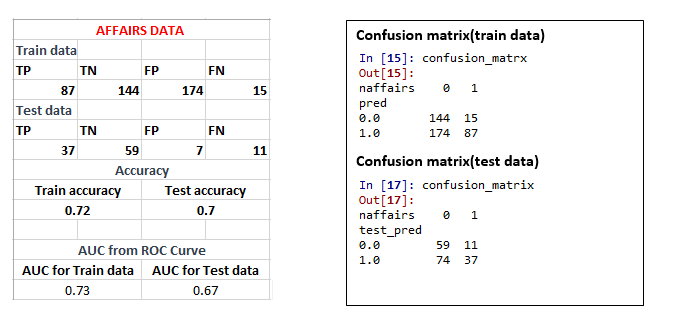 AFFAIRS DATA
Train data
TP TN FP FN
87 144 174 15
Test data
TP TN FP FN
37 59 7 11
Accuracy
Train accuracy Test accuracy
0.72 0.7
AUC from ROC Curve
AUC for Train data AUC for Test data
0.73 0.67
Confusion matrix(train data)
In [15]: confusion_matrx
Out[15]:
naffairs 0 1
pred
0.0 144 15
1.0 174 87
Confusion matrix(test data)
In [17]: confusion_matrix
Out[17]:
naffairs 0 1
test_pred
0.0 59 11
1.0 74 37